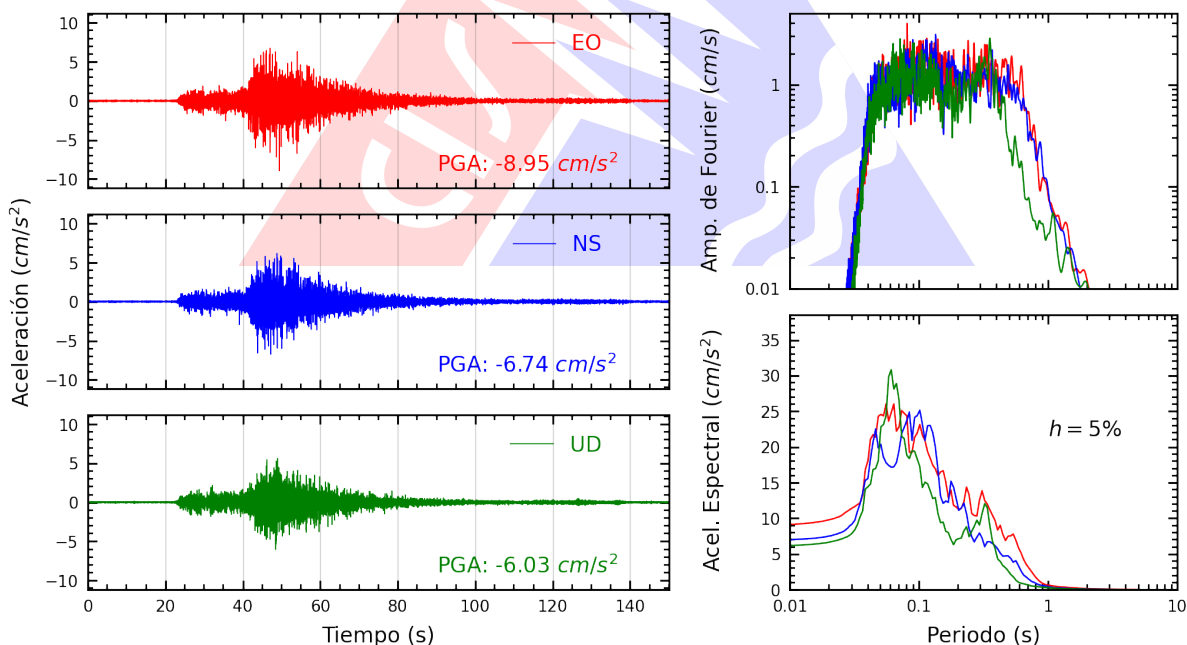 Aceleración (cm/s²)
10
5
0
−5
−10
EO
PGA: -8.95 cm/s²
10
5
0
−5
−10
NS
PGA: -6.74 cm/s²
10
5
0
−5
−10
UD
PGA: -6.03 cm/s²
0 20 40 60 80 100 120 140
Tiempo (s)
Amp. de Fourier (cm/s)
1
0.1
0.01
Acel. Espectral (cm/s²)
35
30
25
20
15
10
5
0
h = 5%
0.01 0.1 1 10
Periodo (s)